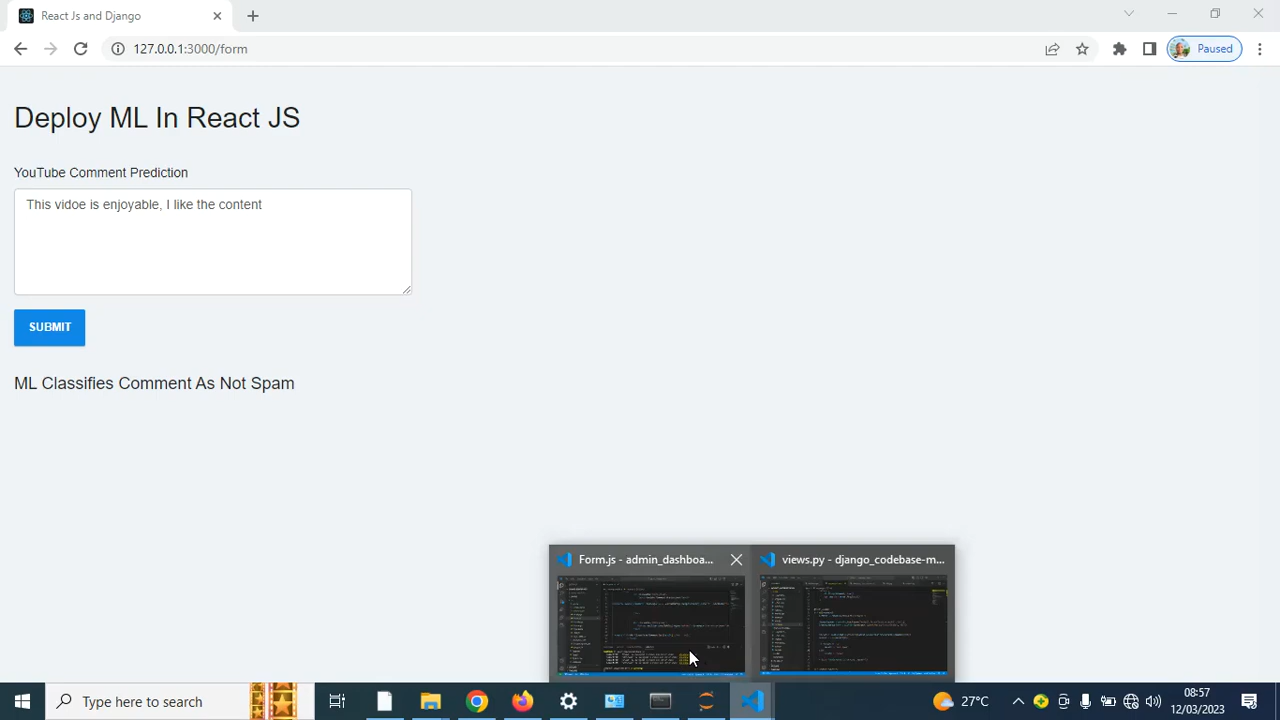 React Js and Django
127.0.0.1:3000/form
Paused
Deploy ML In React JS
YouTube Comment Prediction
This vidoe is enjoyable, I like the content
SUBMIT
ML Classifies Comment As Not Spam
Form.js - admin_dashboa...
views.py - django_codebase-m...
Type here to search
27°C
08:57
12/03/2023